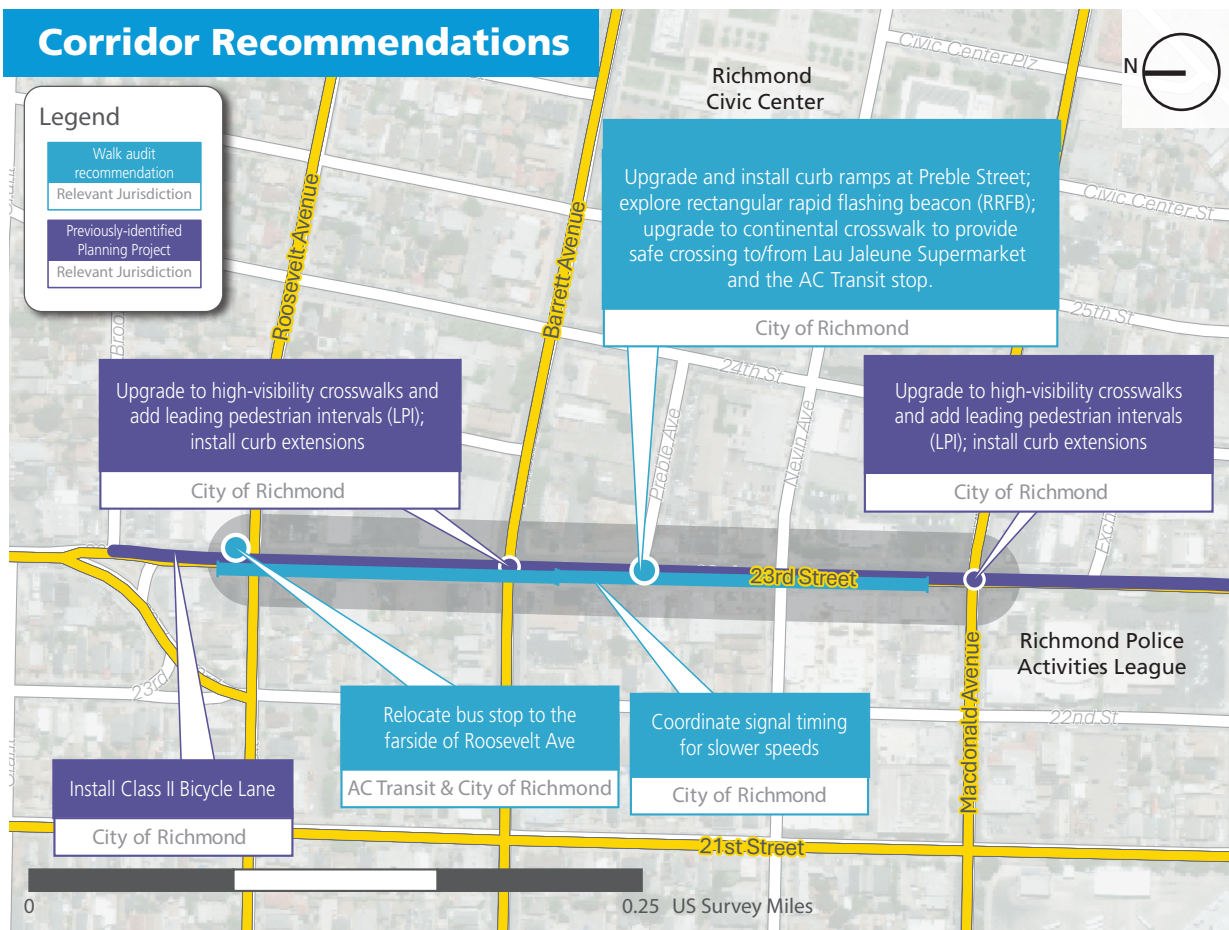 Corridor Recommendations
Legend
Walk audit
recommendation
Relevant Jurisdiction
Previously-identified
Planning Project
Relevant Jurisdiction
Richmond
Civic Center
Civic Center Plz
N
Upgrade and install curb ramps at Preble Street;
explore rectangular rapid flashing beacon (RRFB);
upgrade to continental crosswalk to provide
safe crossing to/from Lau Jaleune Supermarket
and the AC Transit stop.
City of Richmond
Civic Center St
25th St
Roosevelt Avenue
Barrett Avenue
24th St
Upgrade to high-visibility crosswalks and
add leading pedestrian intervals (LPI);
install curb extensions
City of Richmond
Preble Ave
Nevin Ave
Upgrade to high-visibility crosswalks
and add leading pedestrian intervals
(LPI); install curb extensions
City of Richmond
23rd Street
Richmond Police
Activities League
23rd
22nd St
Macdonald Avenue
Relocate bus stop to the
farside of Roosevelt Ave
AC Transit & City of Richmond
Coordinate signal timing
for slower speeds
City of Richmond
Install Class II Bicycle Lane
City of Richmond
21st Street
0
0.25 US Survey Miles